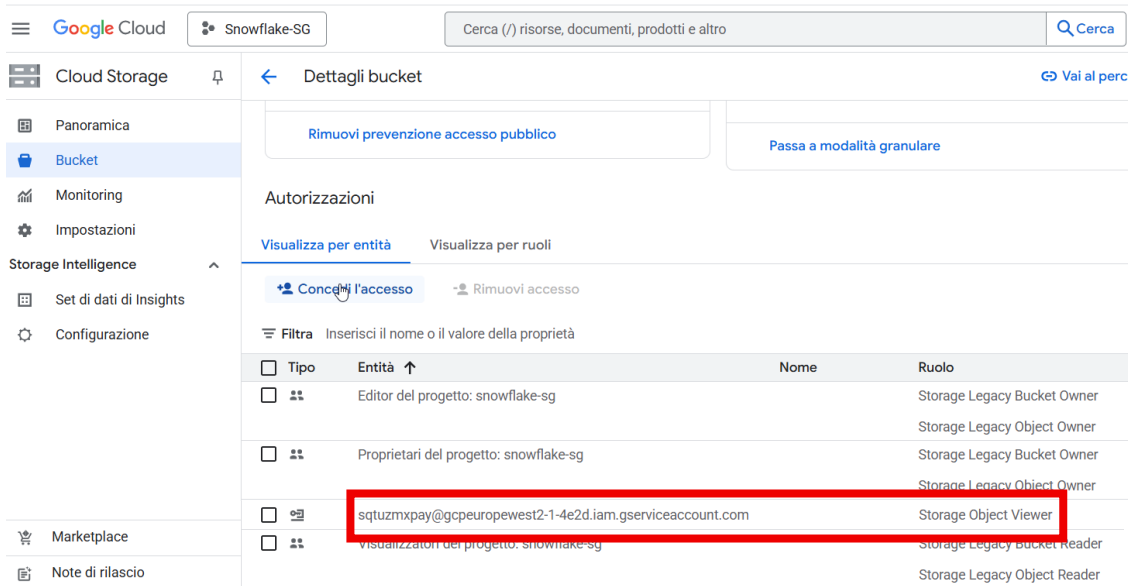 Google Cloud
Snowflake-SG
Cerca (/) risorse, documenti, prodotti e altro
Cerca
Cloud Storage
Dettagli bucket
Vai al perc
Panoramica
Bucket
Monitoring
Impostazioni
Storage Intelligence
Set di dati di Insights
Configurazione
Marketplace
Note di rilascio
Rimuovi prevenzione accesso pubblico
Passa a modalità granulare
Autorizzazioni
Visualizza per entità Visualizza per ruoli
Concedi l'accesso Rimuovi accesso
Filtra Inserisci il nome o il valore della proprietà
Tipo Entità Nome Ruolo
Editor del progetto: snowflake-sg Storage Legacy Bucket Owner
Storage Legacy Object Owner
Proprietari del progetto: snowflake-sg Storage Legacy Bucket Owner
Storage Legacy Object Owner
sqtuzmxpay@gcpeuropewest2-1-4e2d.iam.gserviceaccount.com Storage Object Viewer
Visualizzatori del progetto: snowflake-sg Storage Legacy Bucket Reader
Storage Legacy Object Reader